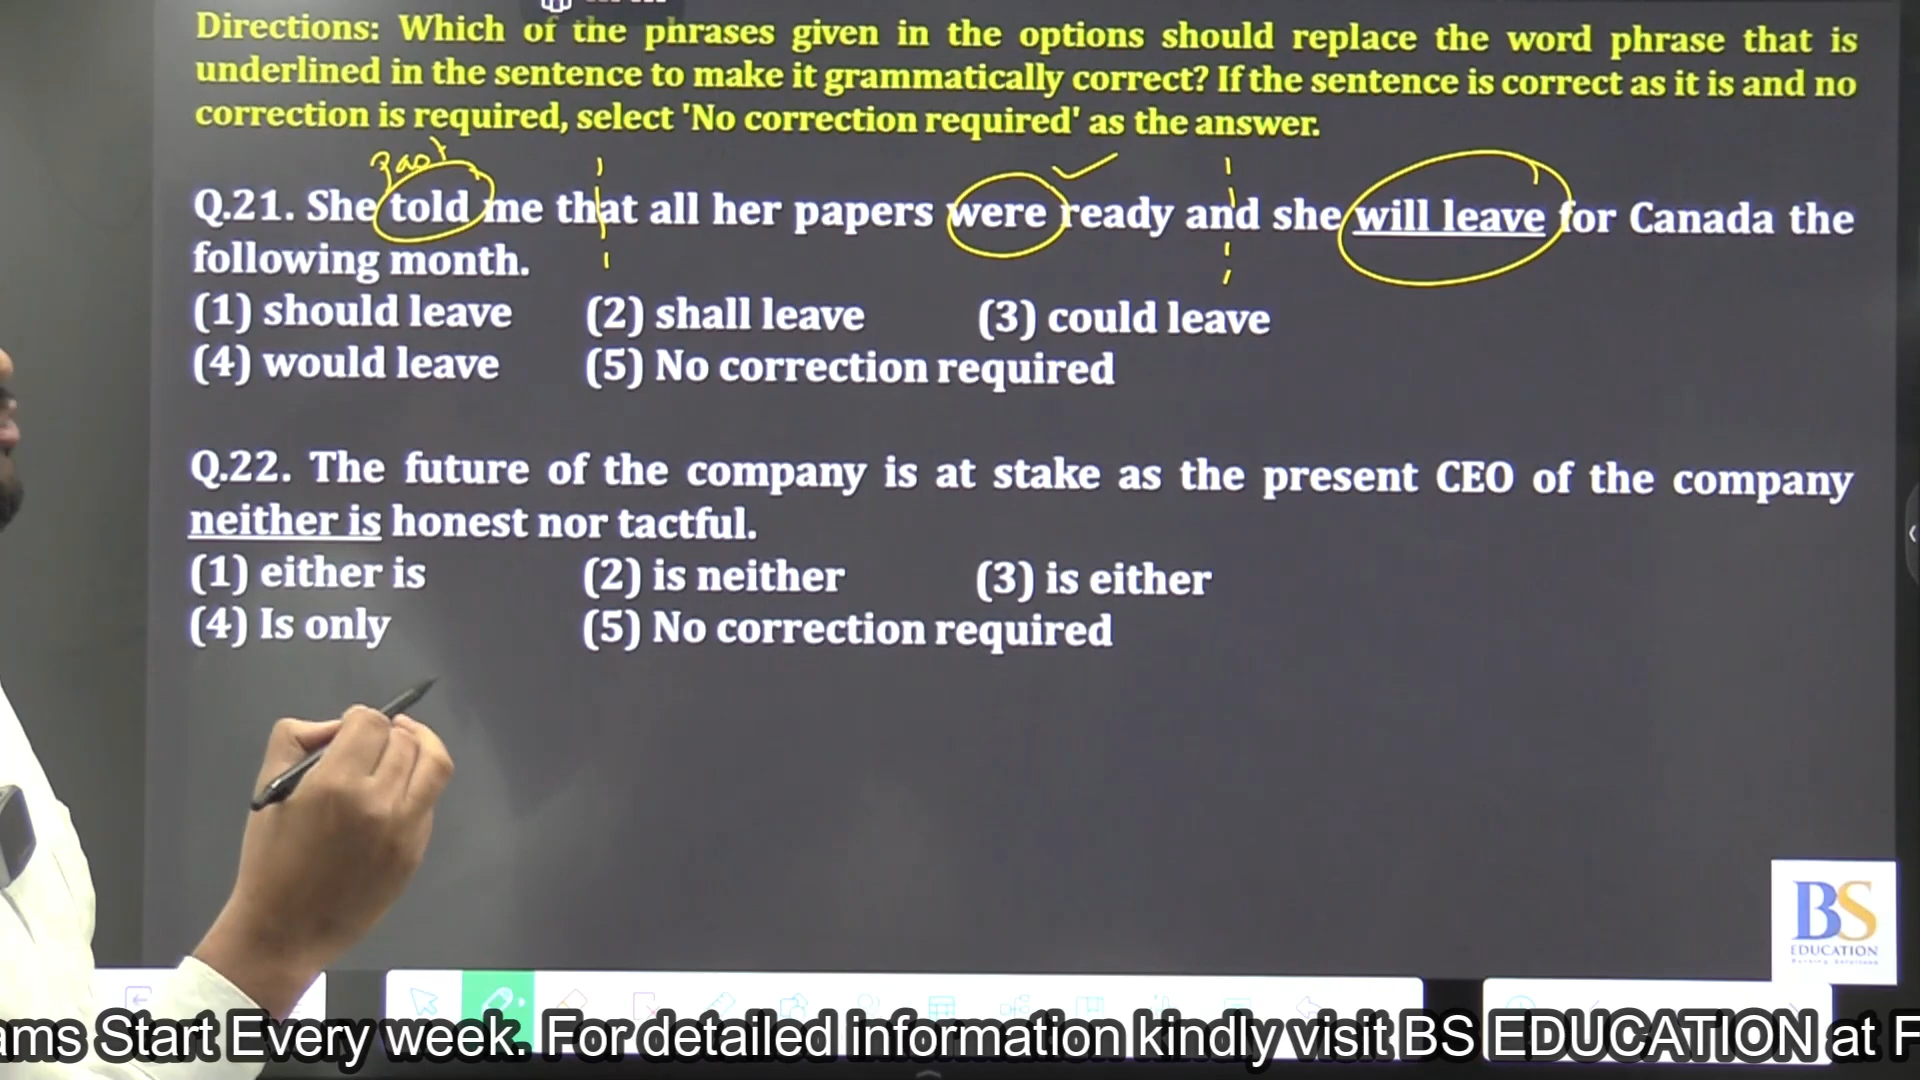 Directions: Which of the phrases given in the options should replace the word phrase that is
underlined in the sentence to make it grammatically correct? If the sentence is correct as it is and no
correction is required, select 'No correction required' as the answer.
Past
Q.21. She told me that all her papers were ready and she will leave for Canada the
following month.
(1) should leave (2) shall leave (3) could leave
(4) would leave (5) No correction required
Q.22. The future of the company is at stake as the present CEO of the company
neither is honest nor tactful.
(1) either is (2) is neither (3) is either
(4) Is only (5) No correction required
BS
EDUCATION
ams Start Every week. For detailed information kindly visit BS EDUCATION at F